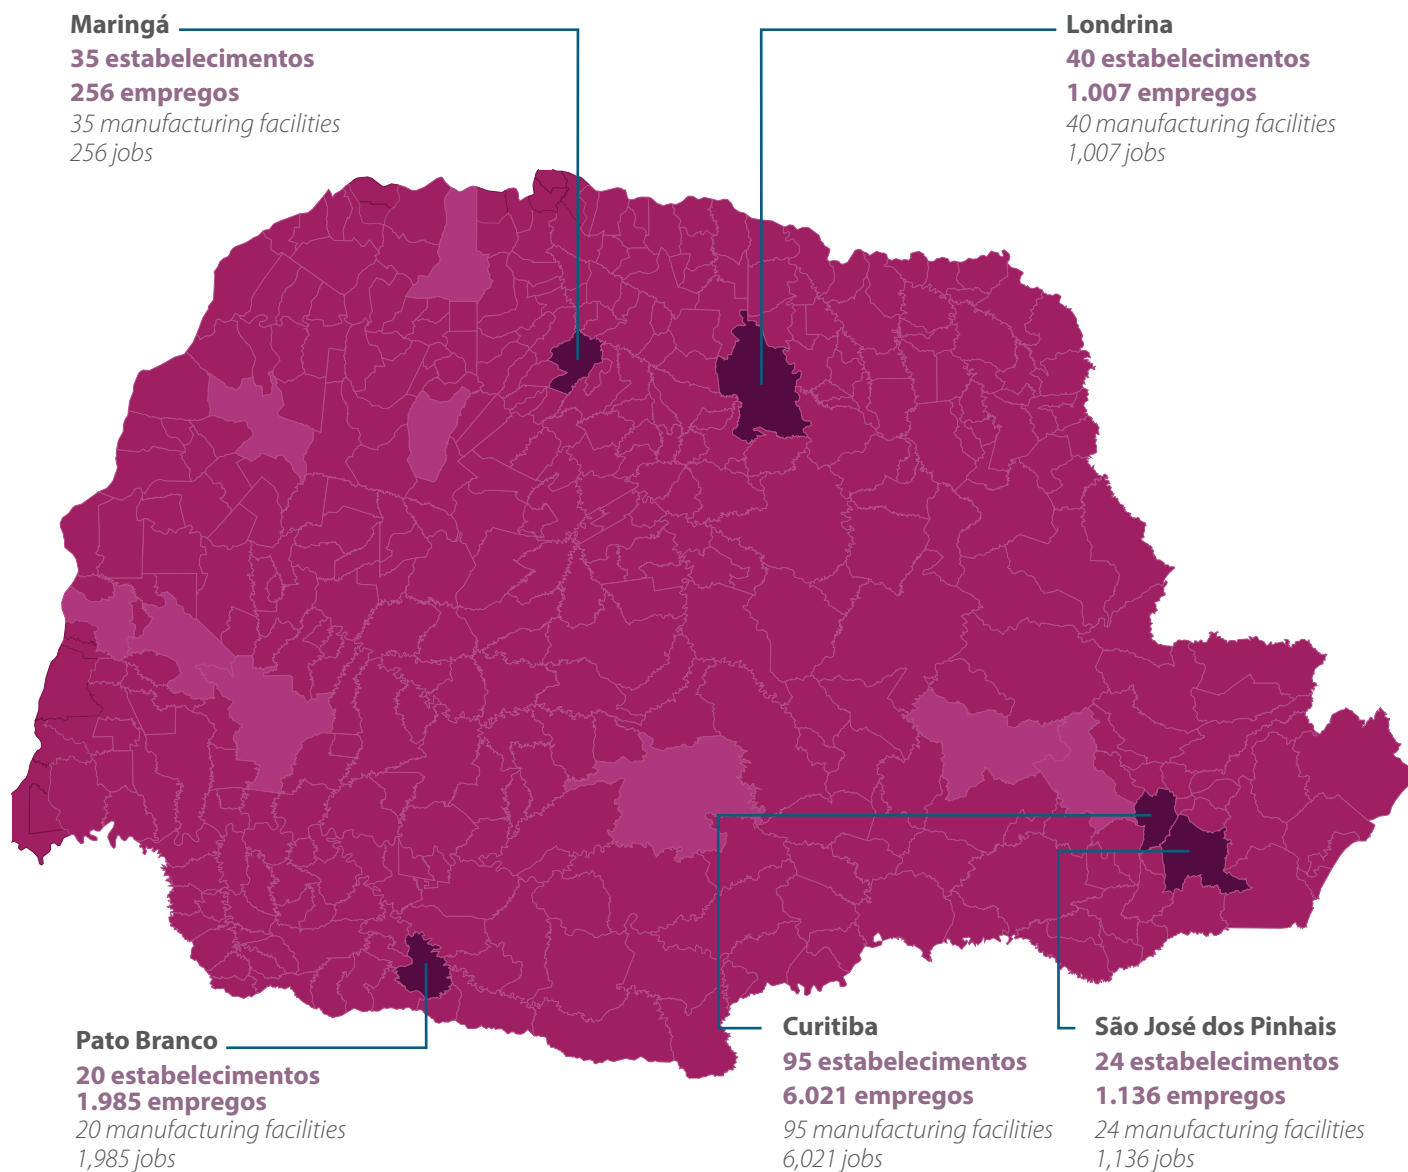 Maringá
35 estabelecimentos
256 empregos
35 manufacturing facilities
256 jobs
Londrina
40 estabelecimentos
1.007 empregos
40 manufacturing facilities
1,007 jobs
Pato Branco
20 estabelecimentos
1.985 empregos
20 manufacturing facilities
1,985 jobs
Curitiba
95 estabelecimentos
6.021 empregos
95 manufacturing facilities
6,021 jobs
São José dos Pinhais
24 estabelecimentos
1.136 empregos
24 manufacturing facilities
1,136 jobs